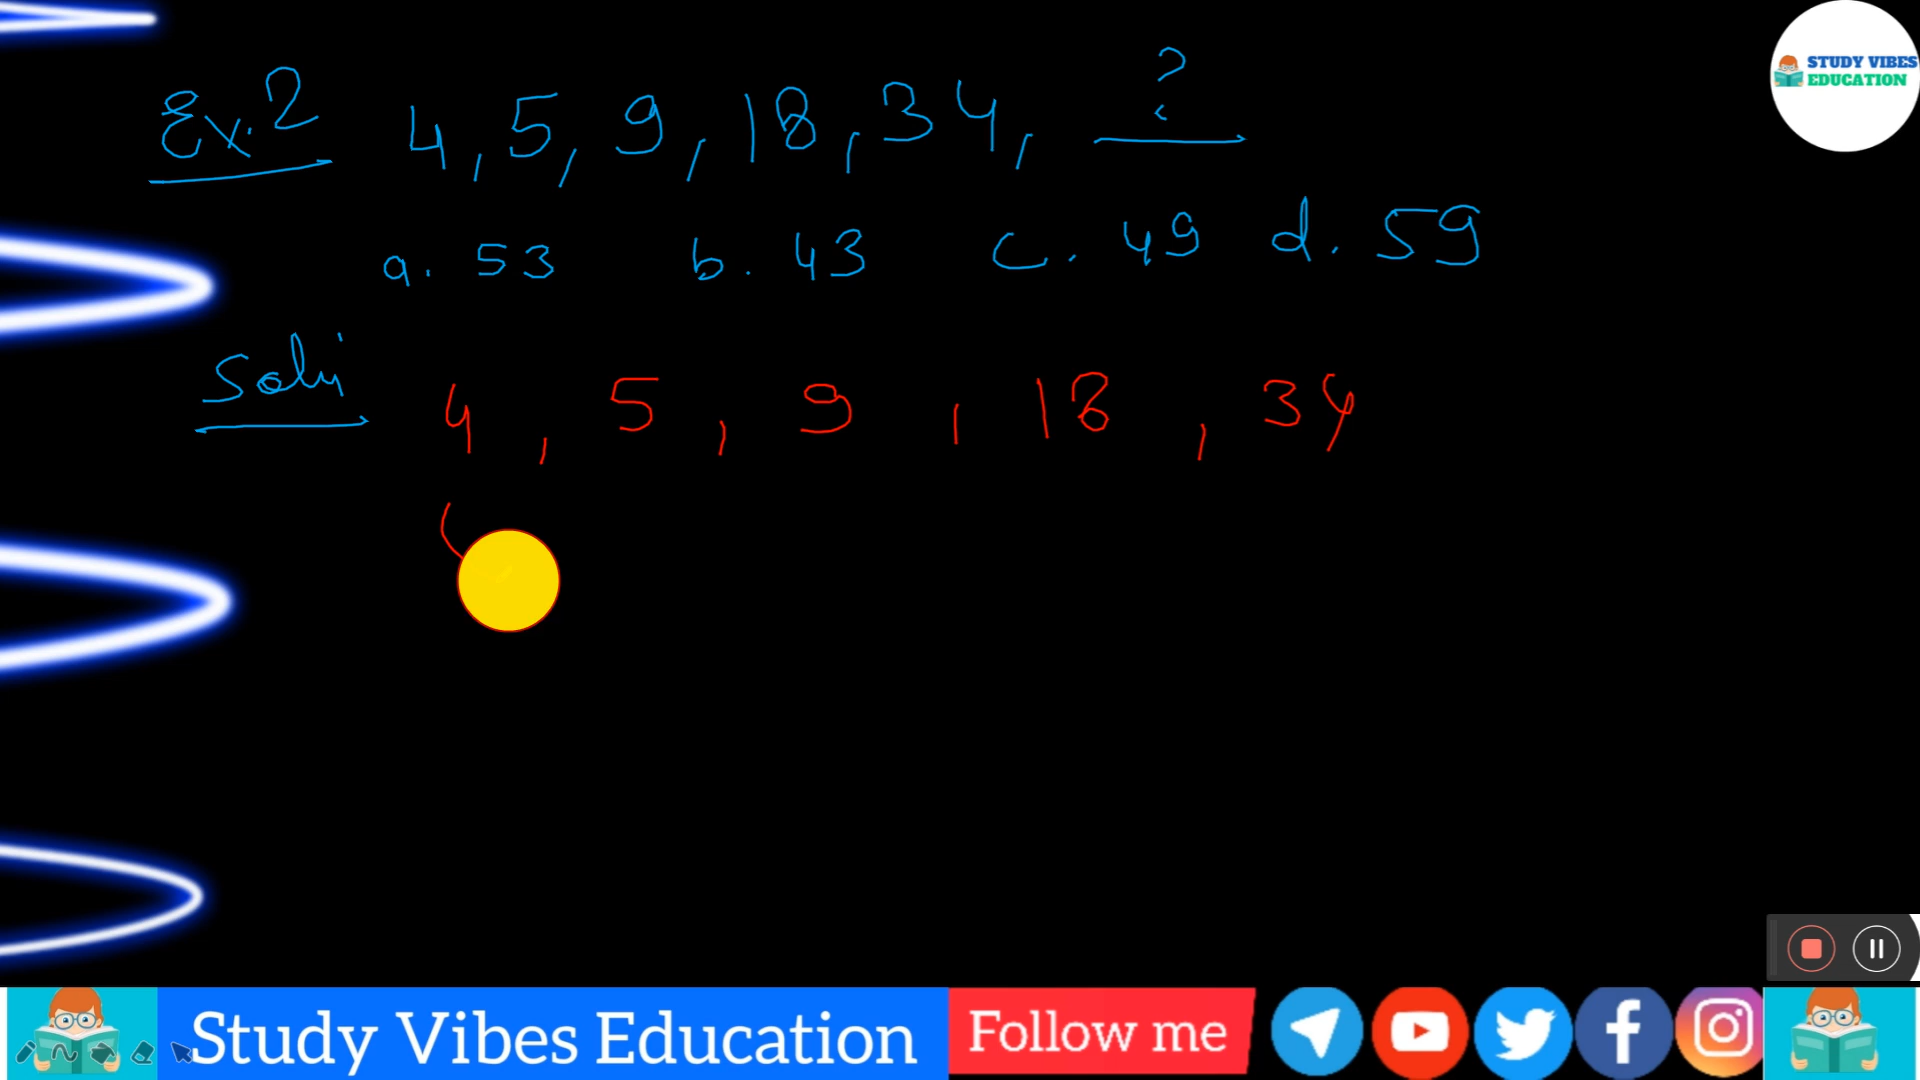 STUDY VIBES
EDUCATION
Ex.2 4, 5, 9, 18, 34, ?
a. 53 b. 43 c. 49 d. 59
Soln 4, 5, 9, 18, 34
Study Vibes Education Follow me